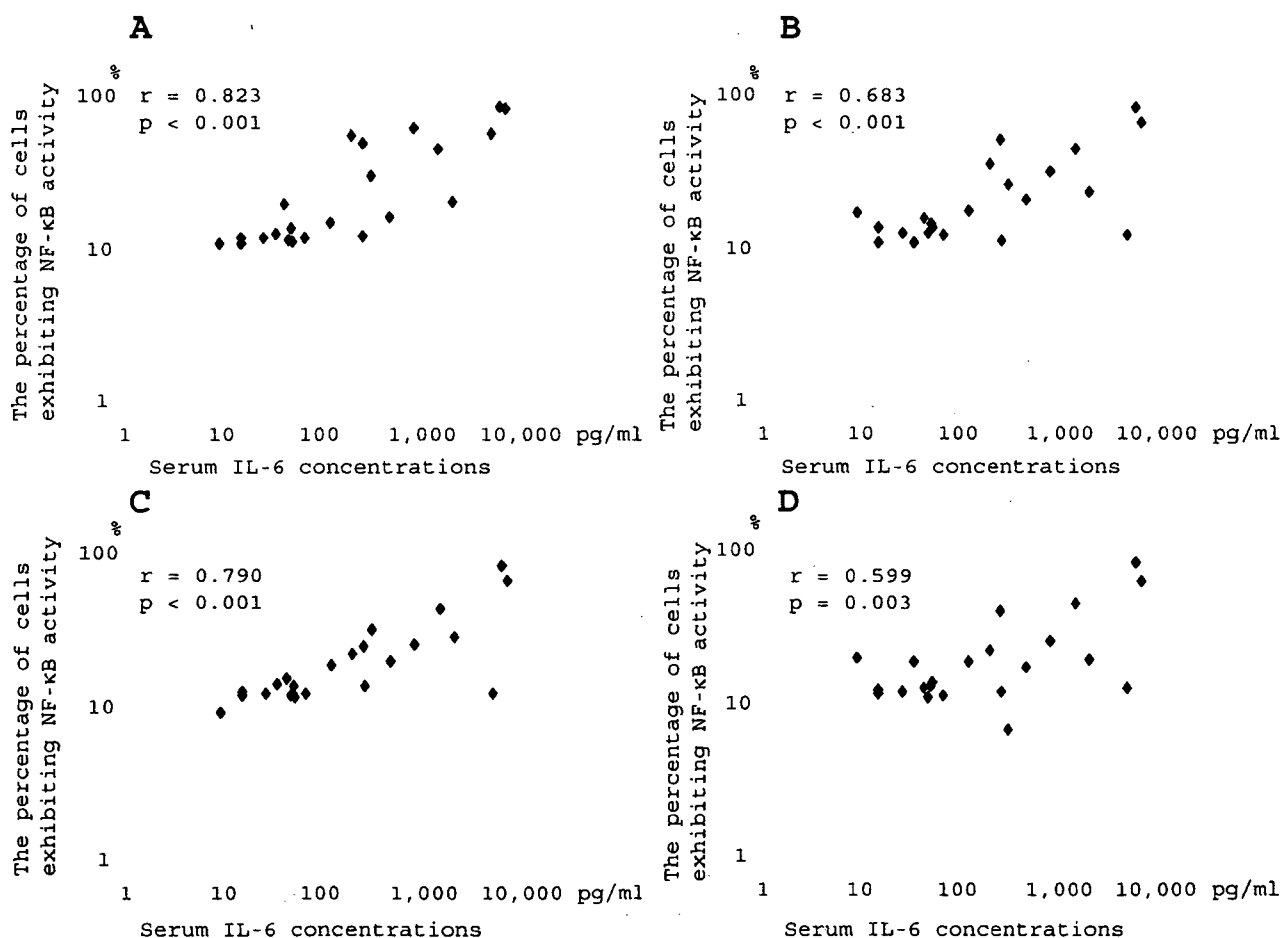 A
The percentage of cells
exhibiting NF-κB activity
%
100
10
1
r = 0.823
p < 0.001
1 10 100 1,000 10,000 pg/ml
Serum IL-6 concentrations
B
The percentage of cells
exhibiting NF-κB activity
%
100
10
1
r = 0.683
p < 0.001
1 10 100 1,000 10,000 pg/ml
Serum IL-6 concentrations
C
The percentage of cells
exhibiting NF-κB activity
%
100
10
1
r = 0.790
p < 0.001
1 10 100 1,000 10,000 pg/ml
Serum IL-6 concentrations
D
The percentage of cells
exhibiting NF-κB activity
%
100
10
1
r = 0.599
p = 0.003
1 10 100 1,000 10,000 pg/ml
Serum IL-6 concentrations